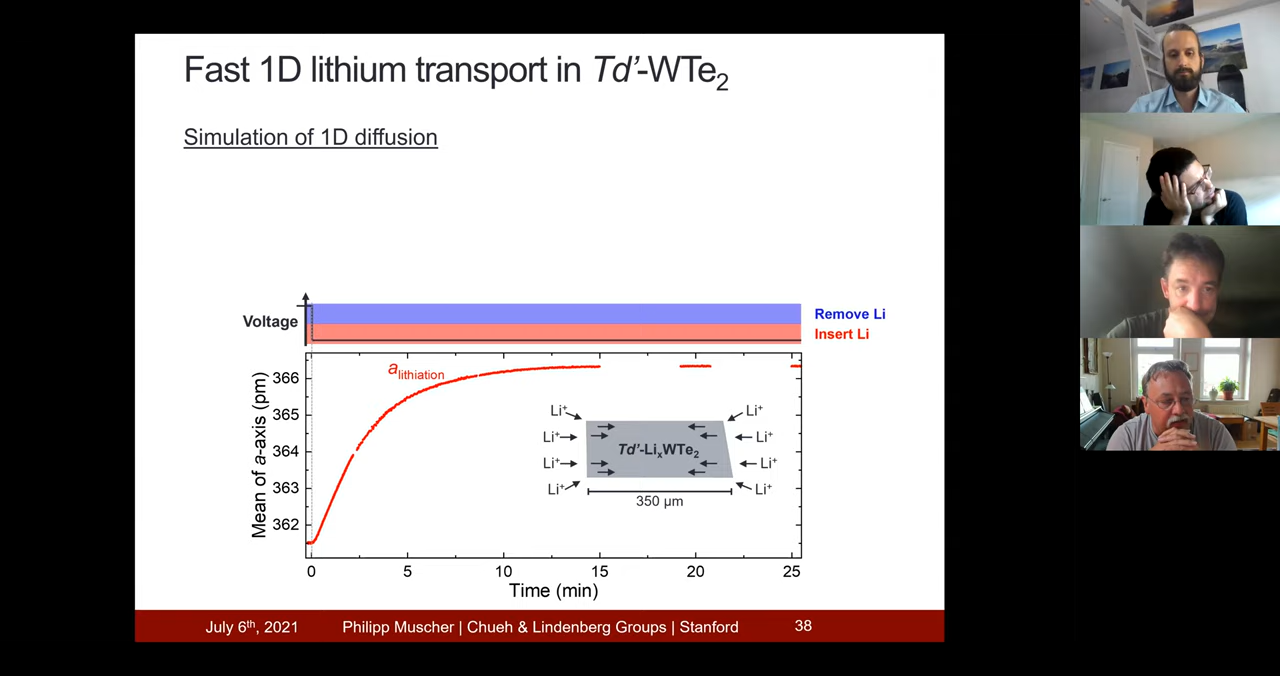 Fast 1D lithium transport in Td’-WTe₂
Simulation of 1D diffusion
Voltage
Remove Li
Insert Li
Mean of a-axis (pm)
366
365
364
363
362
a lithiation
Li⁺ Li⁺
Li⁺ Li⁺
Td’-LiₓWTe₂
Li⁺ Li⁺
Li⁺ Li⁺
350 µm
0 5 10 15 20 25
Time (min)
July 6ᵗʰ, 2021 Philipp Muscher | Chueh & Lindenberg Groups | Stanford 38